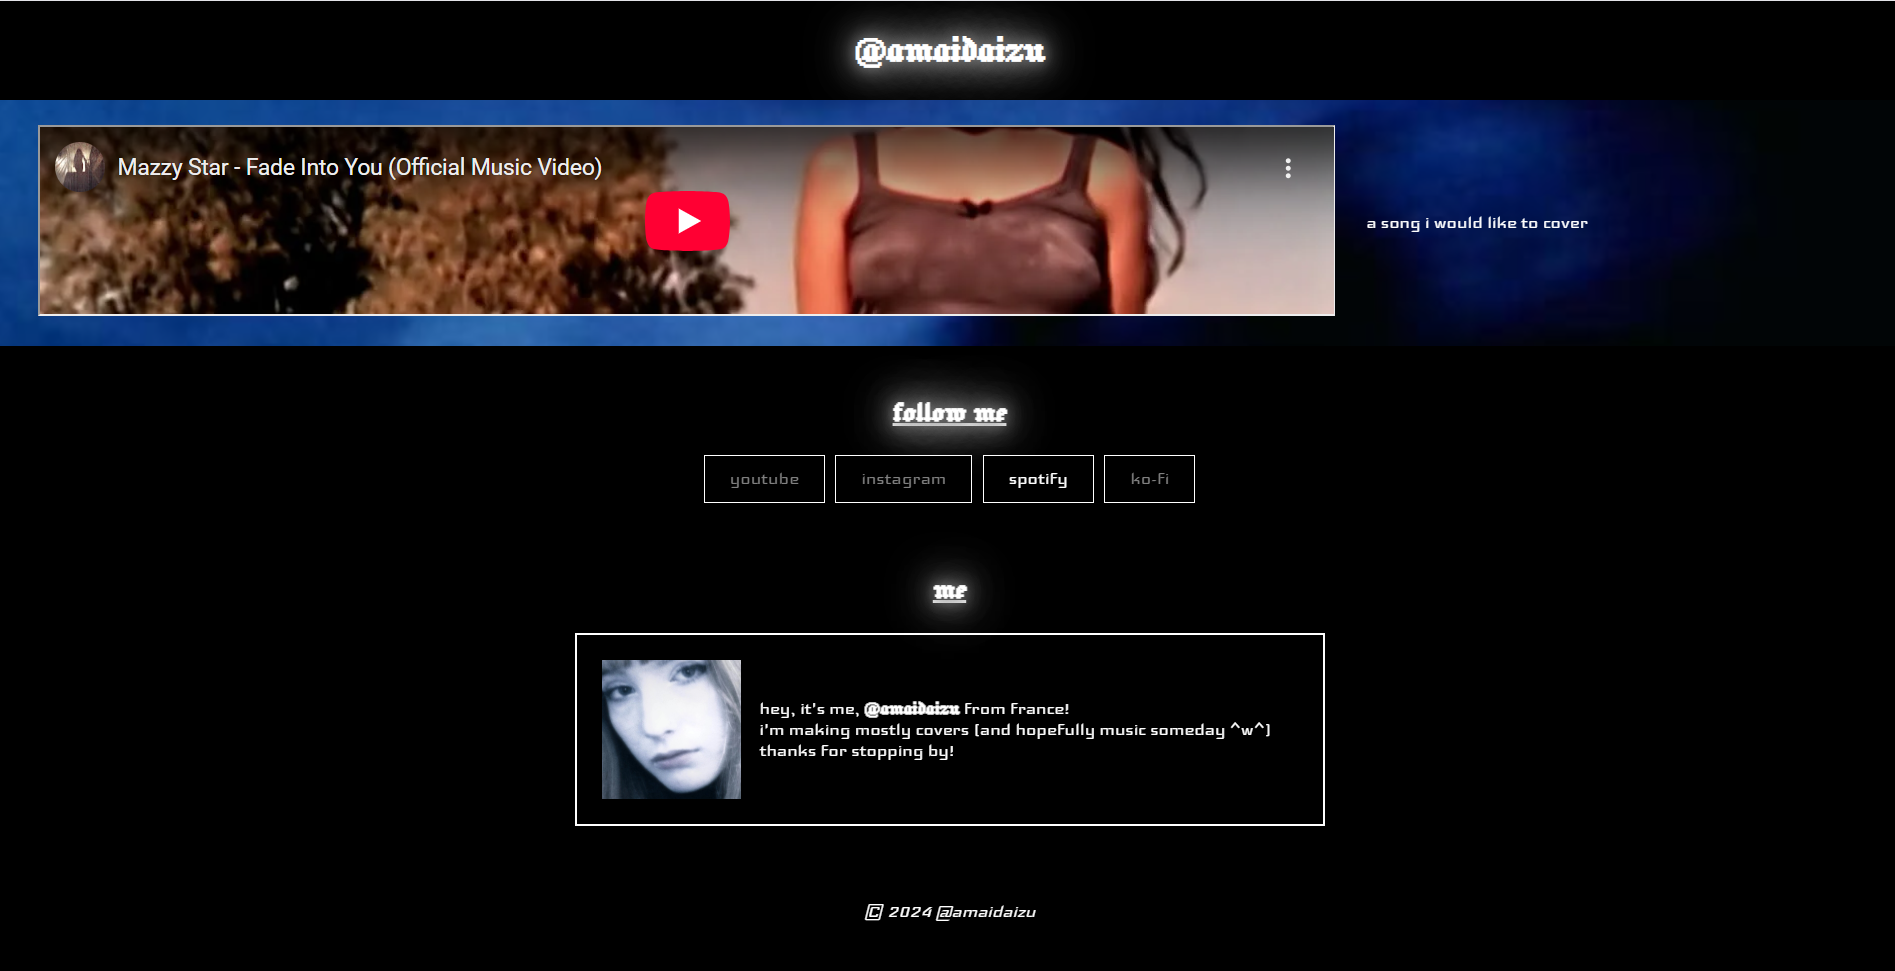 @amaidaizu
Mazzy Star - Fade Into You (Official Music Video)
a song i would like to cover
follow me
youtube
instagram
spotify
ko-fi
me
hey, it's me, @amaidaizu from france!
i'm making mostly covers (and hopefully music someday ^w^)
thanks for stopping by!
© 2024 @amaidaizu